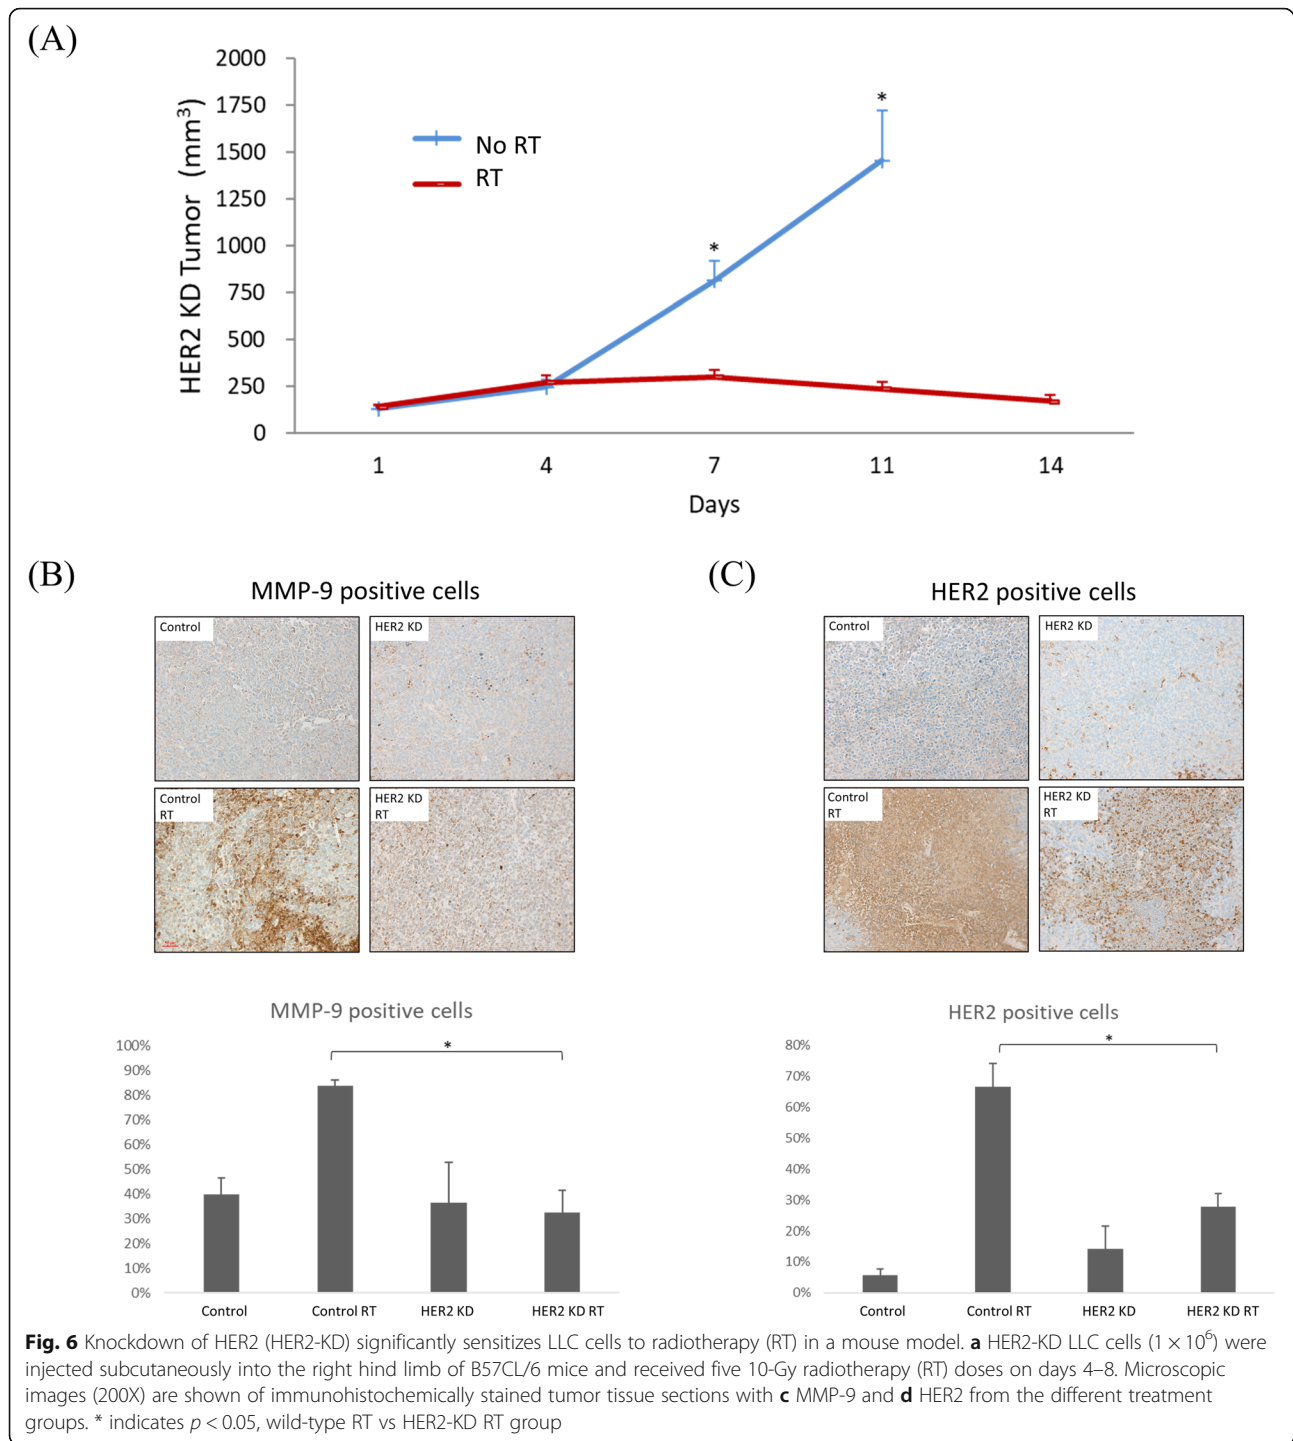 (A)
2000
1750
1500
1250
1000
750
500
250
0
HER2 KD Tumor (mm³)
No RT
RT
*
*
1 4 7 11 14
Days
(B)
MMP-9 positive cells
Control
HER2 KD
Control
RT
HER2 KD
RT
MMP-9 positive cells
100%
90%
80%
70%
60%
50%
40%
30%
20%
10%
0%
*
Control Control RT HER2 KD HER2 KD RT
(C)
HER2 positive cells
Control
HER2 KD
Control
RT
HER2 KD
RT
HER2 positive cells
80%
70%
60%
50%
40%
30%
20%
10%
0%
*
Control Control RT HER2 KD HER2 KD RT
Fig. 6 Knockdown of HER2 (HER2-KD) significantly sensitizes LLC cells to radiotherapy (RT) in a mouse model. a HER2-KD LLC cells (1 × 10⁶) were
injected subcutaneously into the right hind limb of B57CL/6 mice and received five 10-Gy radiotherapy (RT) doses on days 4–8. Microscopic
images (200X) are shown of immunohistochemically stained tumor tissue sections with c MMP-9 and d HER2 from the different treatment
groups. * indicates p < 0.05, wild-type RT vs HER2-KD RT group